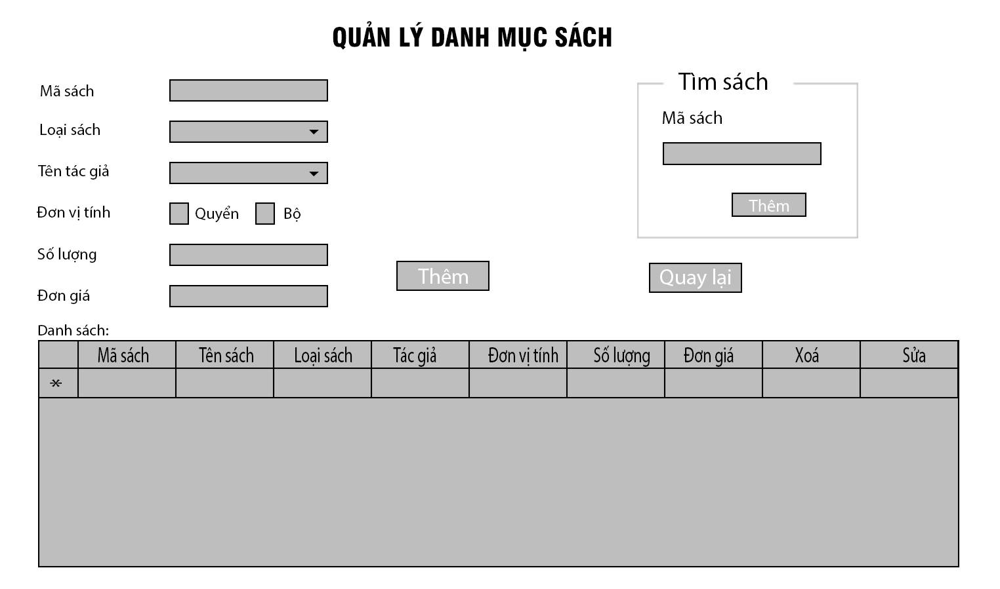 QUẢN LÝ DANH MỤC SÁCH
Mã sách
Loại sách
Tên tác giả
Đơn vị tính
Quyển
Bộ
Số lượng
Đơn giá
Tìm sách
Mã sách
Thêm
Thêm
Quay lại
Danh sách:
Mã sách Tên sách Loại sách Tác giả Đơn vị tính Số lượng Đơn giá Xoá Sửa
*